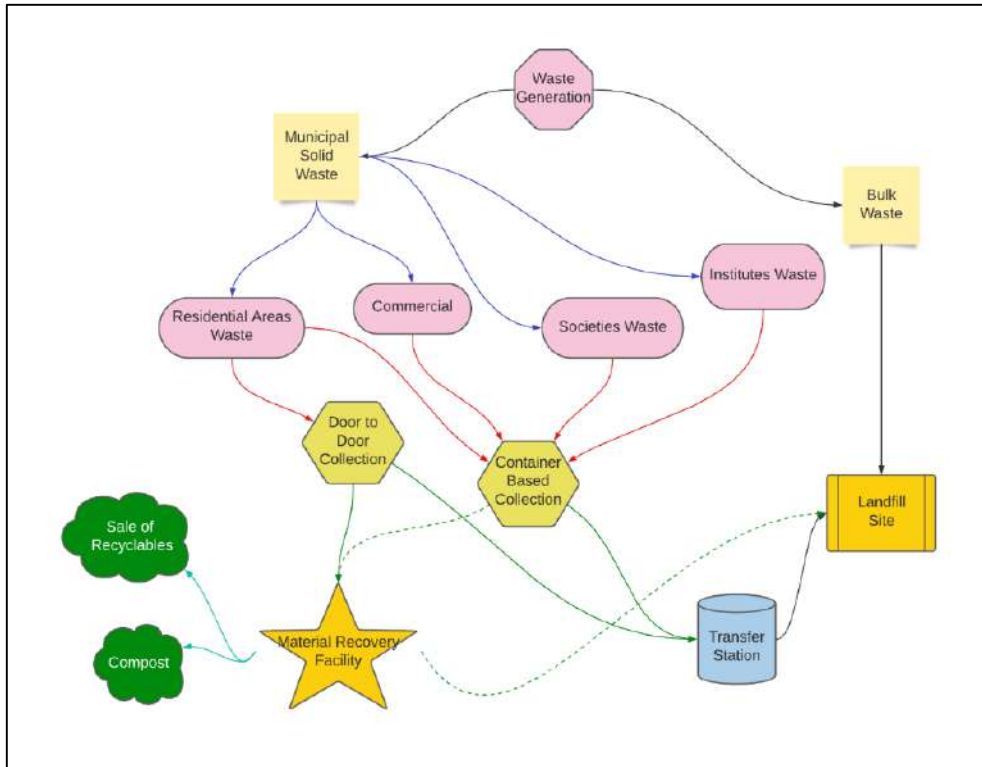 Waste
Generation
Municipal
Solid
Waste
Bulk
Waste
Institutes Waste
Commercial
Residential Areas
Waste
Societies Waste
Door to
Door
Collection
Container
Based
Collection
Landfill
Site
Sale of
Recyclables
Transfer
Station
Material Recovery
Facility
Compost